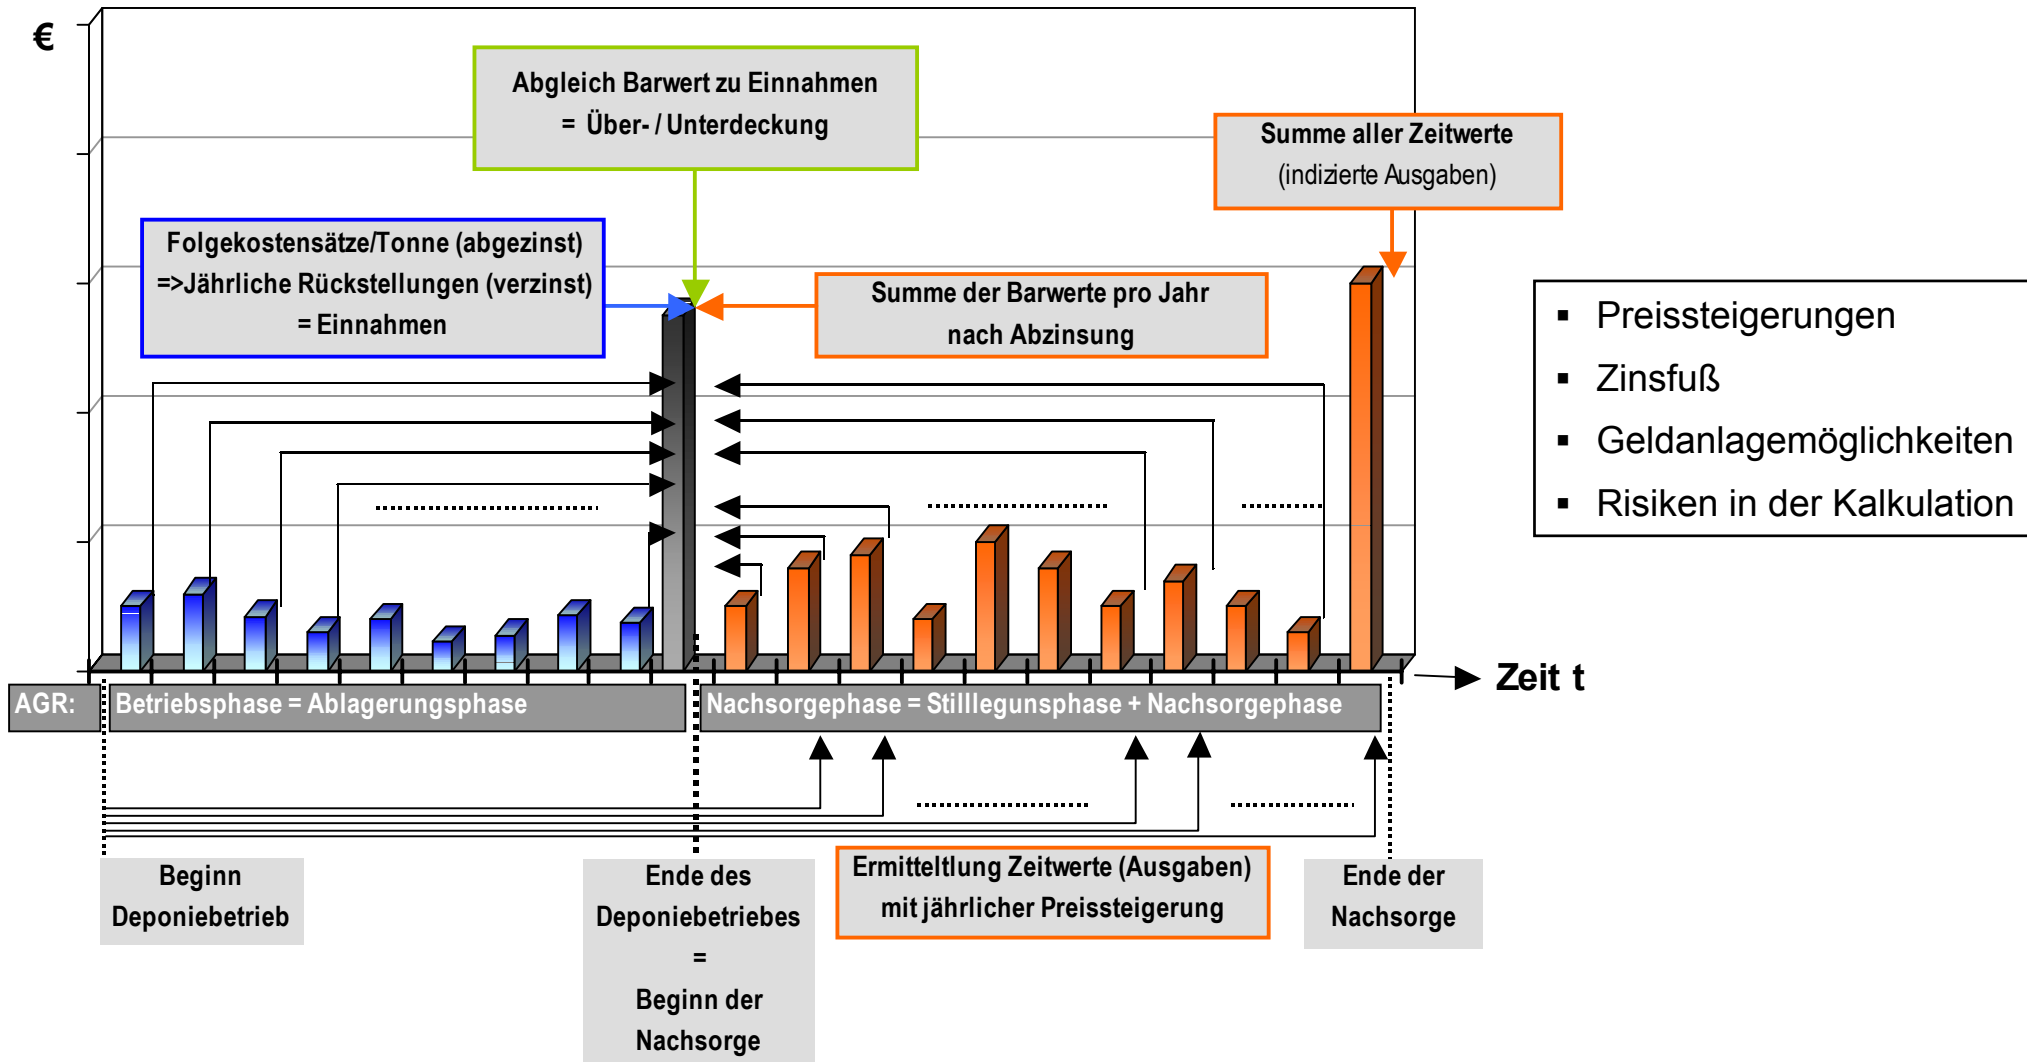 €
Abgleich Barwert zu Einnahmen
= Über- / Unterdeckung
Summe aller Zeitwerte
(indizierte Ausgaben)
Folgekostensätze/Tonne (abgezinst)
=>Jährliche Rückstellungen (verzinst)
= Einnahmen
Summe der Barwerte pro Jahr
nach Abzinsung
▪ Preissteigerungen
▪ Zinsfuß
▪ Geldanlagemöglichkeiten
▪ Risiken in der Kalkulation
Zeit t
AGR:
Betriebsphase = Ablagerungsphase
Nachsorgephase = Stilllegunsphase + Nachsorgephase
Beginn
Deponiebetrieb
Ende des
Deponiebetriebes
=
Beginn der
Nachsorge
Ermitteltlung Zeitwerte (Ausgaben)
mit jährlicher Preissteigerung
Ende der
Nachsorge